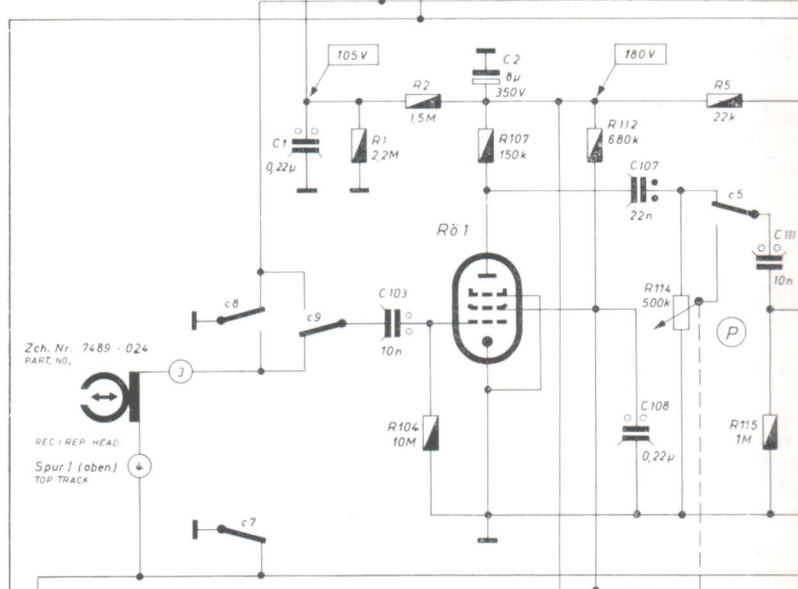 105V
C2
8µ
350V
180V
R2
1,5M
R5
22k
C1
0,22µ
R1
2,2M
R107
150k
R112
680k
C107
22n
c5
C111
10n
Rö1
c8
c9
C103
10n
R114
500k
P
Zch. Nr. 7489 - 024
PART. NO.
3
REC / REP HEAD
Spur I (oben)
TOP TRACK
4
R104
10M
C108
0,22µ
R115
1M
c7